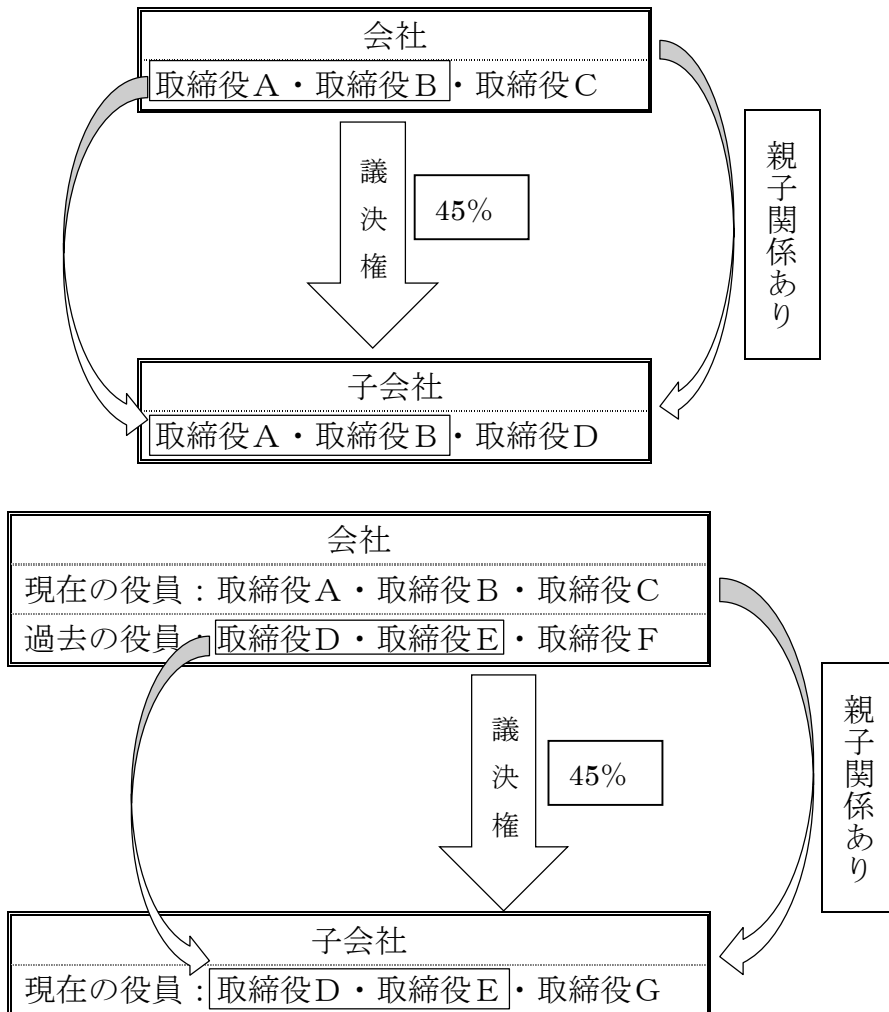 会社
取締役A・取締役B・取締役C
議決権
45%
親子関係あり
子会社
取締役A・取締役B・取締役D
会社
現在の役員:取締役A・取締役B・取締役C
過去の役員:取締役D・取締役E・取締役F
議決権
45%
親子関係あり
子会社
現在の役員:取締役D・取締役E・取締役G